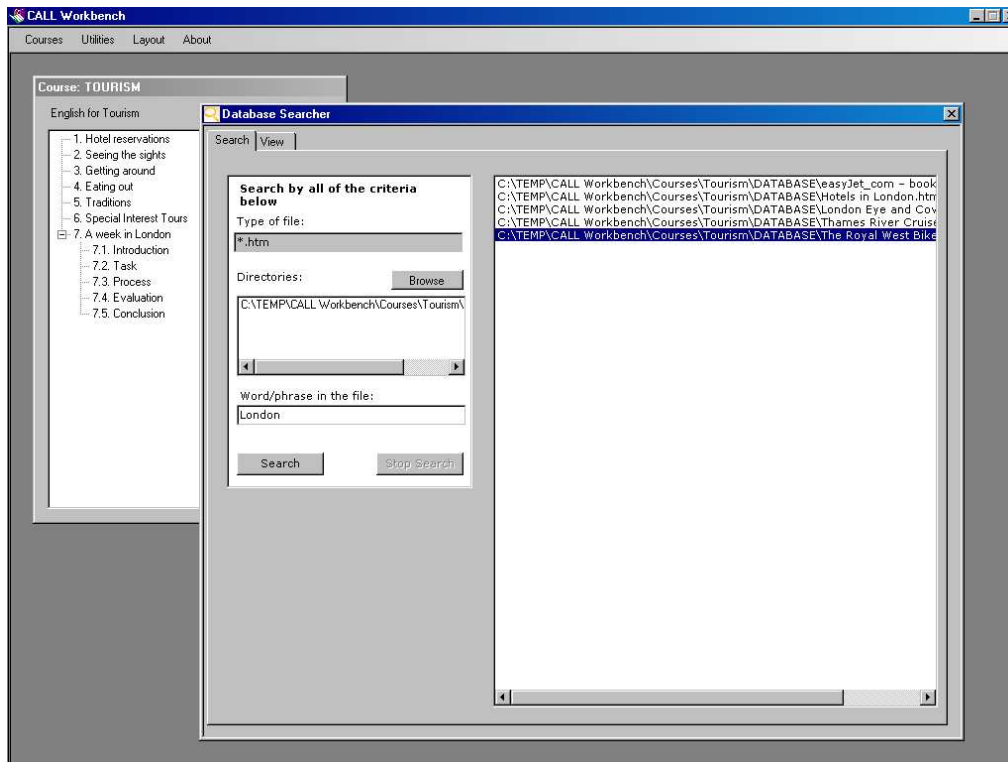 CALL Workbench
Courses Utilities Layout About
Course: TOURISM
English for Tourism
1. Hotel reservations
2. Seeing the sights
3. Getting around
4. Eating out
5. Traditions
6. Special Interest Tours
7. A week in London
7.1. Introduction
7.2. Task
7.3. Process
7.4. Evaluation
7.5. Conclusion
Database Searcher
Search View
Search by all of the criteria
below
Type of file:
*.htm
Directories:
Browse
C:\TEMP\CALL Workbench\Courses\Tourism\
Word/phrase in the file:
London
Search Stop Search
C:\TEMP\CALL Workbench\Courses\Tourism\DATABASE\easyJet_com - book
C:\TEMP\CALL Workbench\Courses\Tourism\DATABASE\Hotels in London.htm
C:\TEMP\CALL Workbench\Courses\Tourism\DATABASE\London Eye and Cov
C:\TEMP\CALL Workbench\Courses\Tourism\DATABASE\Thames River Cruise
C:\TEMP\CALL Workbench\Courses\Tourism\DATABASE\The Royal West Bike